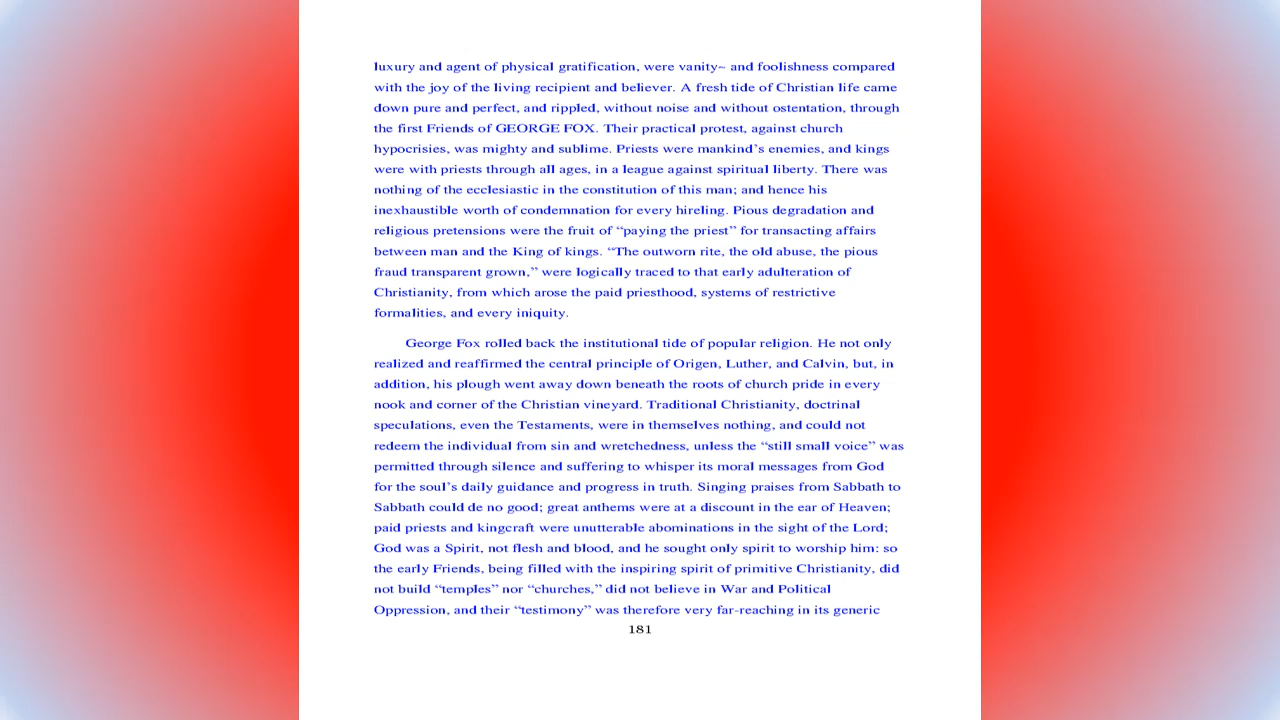 luxury and agent of physical gratification, were vanity~ and foolishness compared
with the joy of the living recipient and believer. A fresh tide of Christian life came
down pure and perfect, and rippled, without noise and without ostentation, through
the first Friends of GEORGE FOX. Their practical protest, against church
hypocrisies, was mighty and sublime. Priests were mankind’s enemies, and kings
were with priests through all ages, in a league against spiritual liberty. There was
nothing of the ecclesiastic in the constitution of this man; and hence his
inexhaustible worth of condemnation for every hireling. Pious degradation and
religious pretensions were the fruit of “paying the priest” for transacting affairs
between man and the King of kings. “The outworn rite, the old abuse, the pious
fraud transparent grown,” were logically traced to that early adulteration of
Christianity, from which arose the paid priesthood, systems of restrictive
formalities, and every iniquity.
George Fox rolled back the institutional tide of popular religion. He not only
realized and reaffirmed the central principle of Origen, Luther, and Calvin, but, in
addition, his plough went away down beneath the roots of church pride in every
nook and corner of the Christian vineyard. Traditional Christianity, doctrinal
speculations, even the Testaments, were in themselves nothing, and could not
redeem the individual from sin and wretchedness, unless the “still small voice” was
permitted through silence and suffering to whisper its moral messages from God
for the soul’s daily guidance and progress in truth. Singing praises from Sabbath to
Sabbath could de no good; great anthems were at a discount in the ear of Heaven;
paid priests and kingcraft were unutterable abominations in the sight of the Lord;
God was a Spirit, not flesh and blood, and he sought only spirit to worship him: so
the early Friends, being filled with the inspiring spirit of primitive Christianity, did
not build “temples” nor “churches,” did not believe in War and Political
Oppression, and their “testimony” was therefore very far-reaching in its generic
181